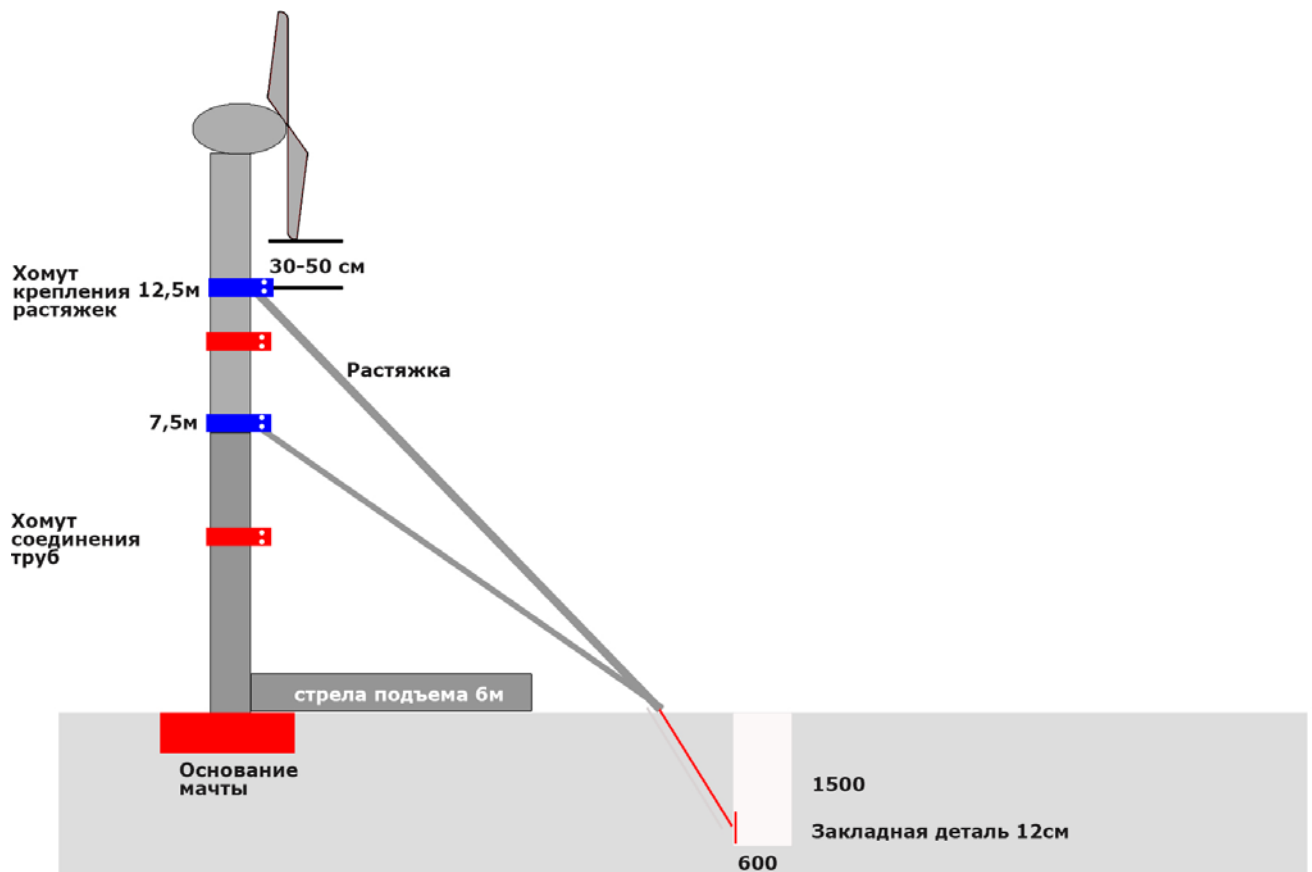 30-50 см
Хомут
крепления 12,5м
растяжек
Растяжка
7,5м
Хомут
соединения
труб
стрела подъема 6м
Основание
мачты
1500
Закладная деталь 12см
600